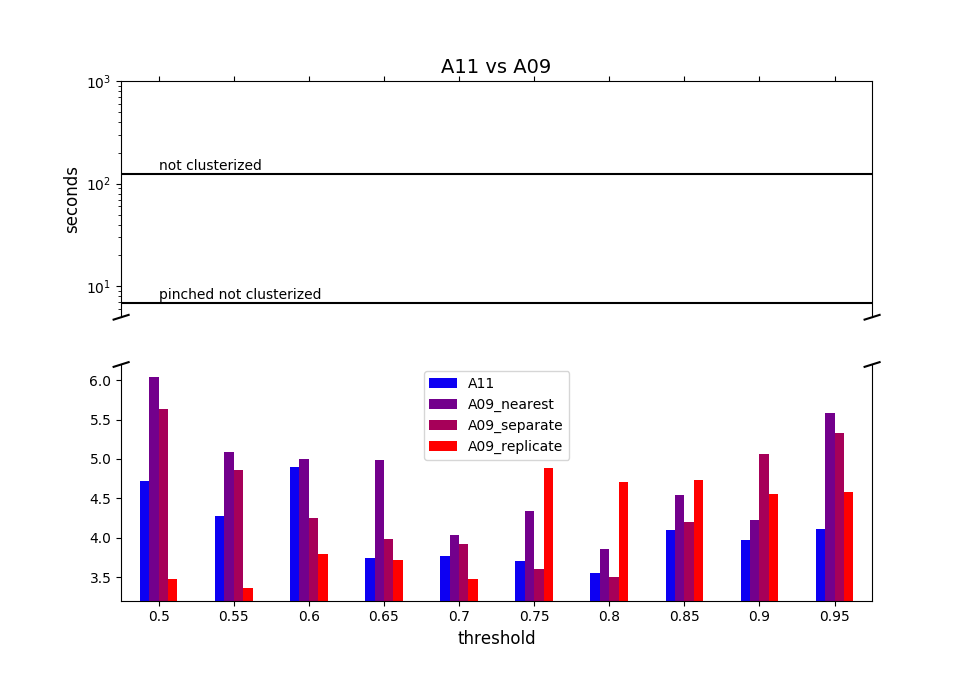 A11 vs A09
10³
not clusterized
10²
seconds
pinched not clusterized
10¹
6.0
5.5
5.0
4.5
4.0
3.5
A11
A09_nearest
A09_separate
A09_replicate
0.5 0.55 0.6 0.65 0.7 0.75 0.8 0.85 0.9 0.95
threshold